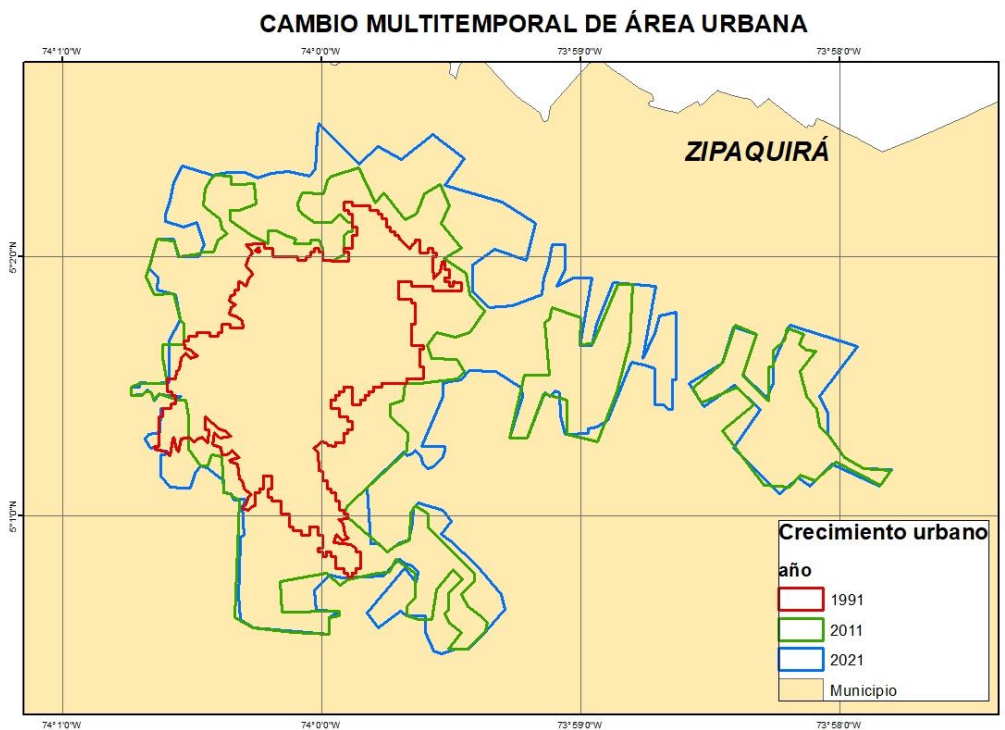 CAMBIO MULTITEMPORAL DE ÁREA URBANA
74°1'0"W 74°0'0"W 73°59'0"W 73°58'0"W
ZIPAQUIRÁ
5°2'0"N
5°1'0"N
Crecimiento urbano
año
1991
2011
2021
Municipio
74°1'0"W 74°0'0"W 73°59'0"W 73°58'0"W